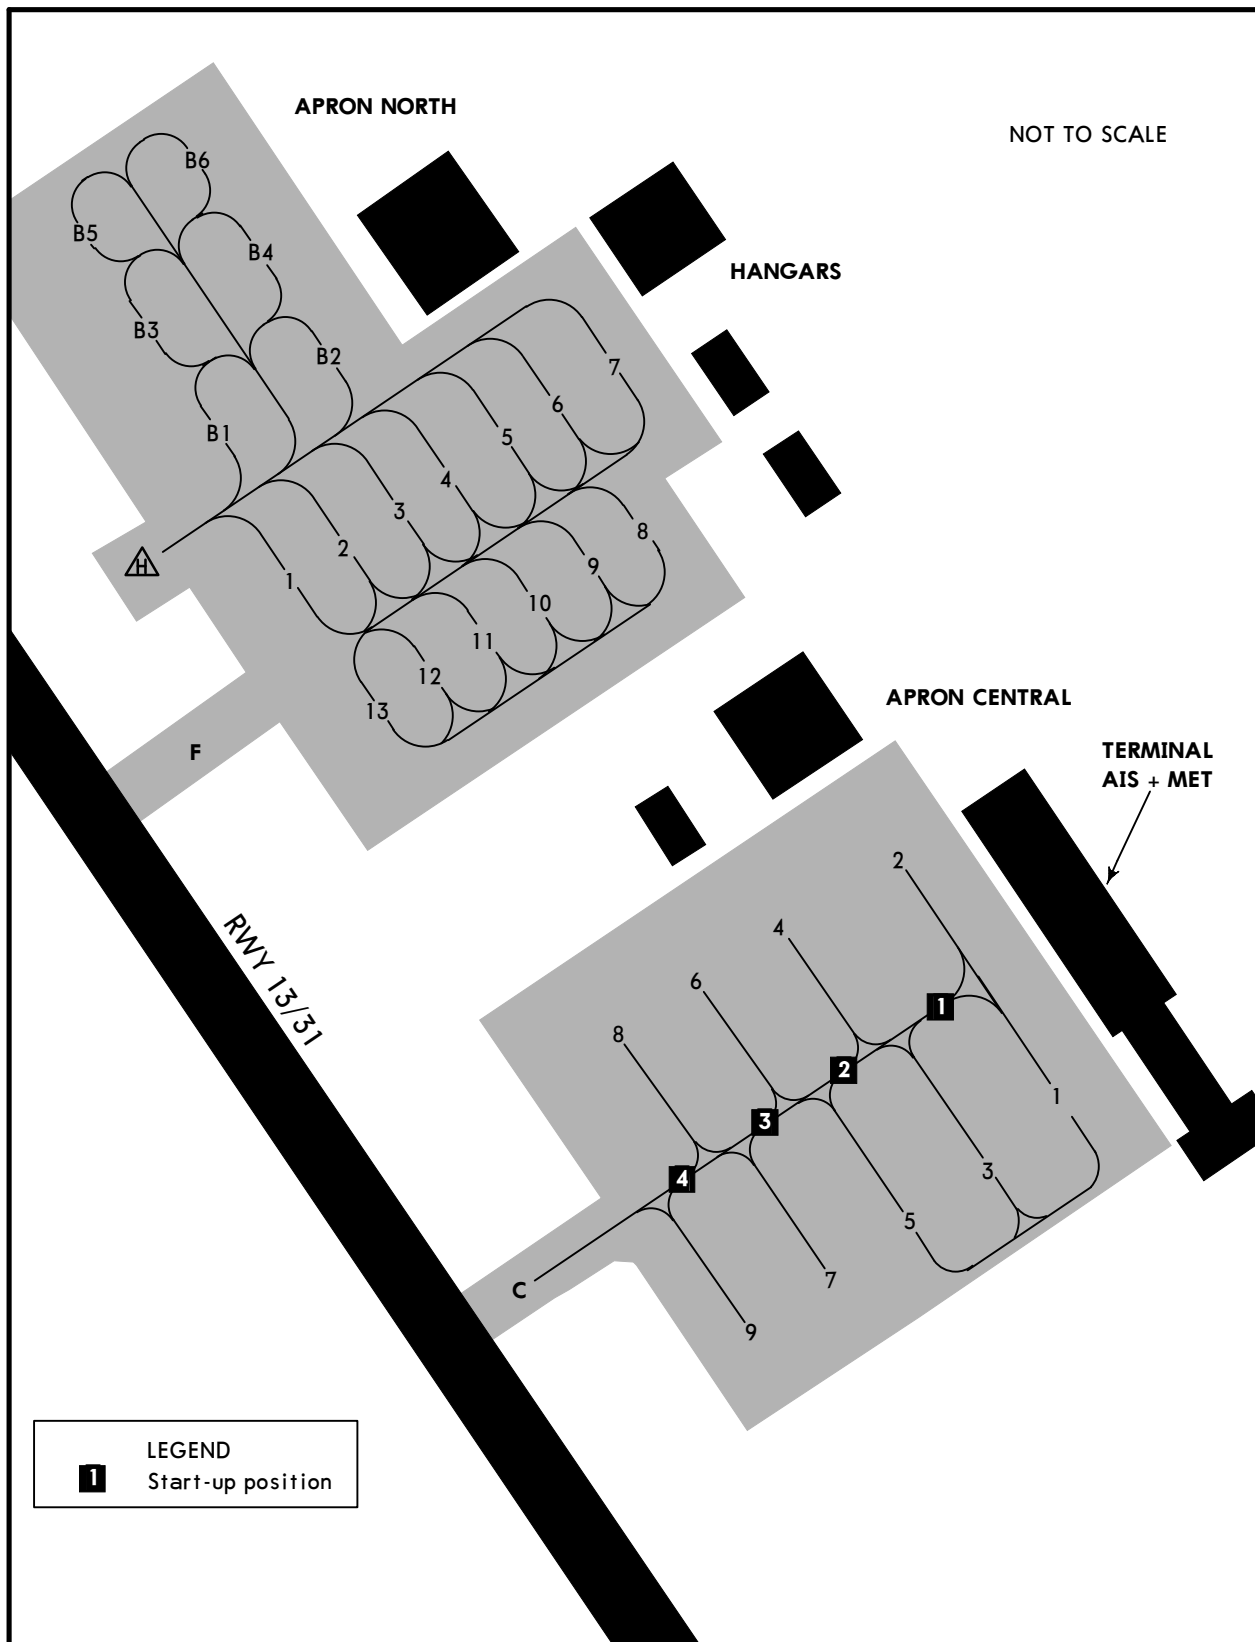 APRON NORTH
NOT TO SCALE
B6
B5
B4
HANGARS
B3
B2
7
6
B1
5
4
3
8
2
H
9
1
10
11
12
APRON CENTRAL
13
F
TERMINAL
AIS + MET
2
4
RWY 13/31
6
1
8
2
1
3
3
4
5
7
C
9
LEGEND
1 Start-up position